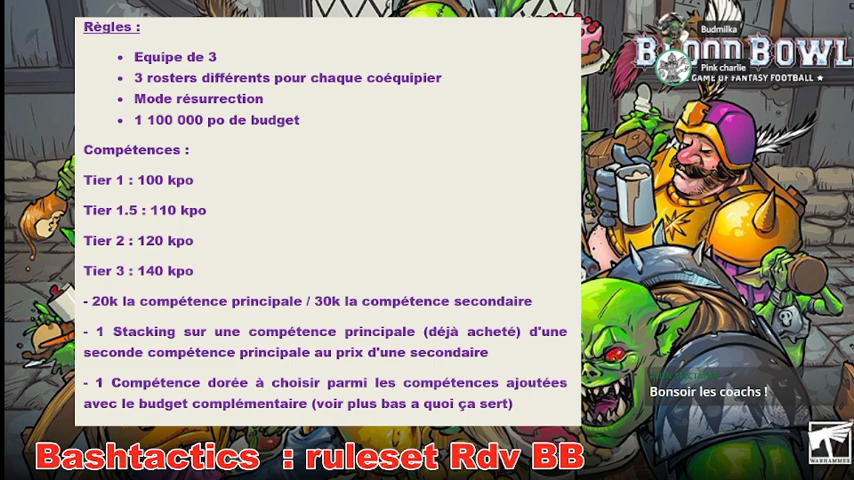 Règles :
Equipe de 3
3 rosters différents pour chaque coéquipier
Mode résurrection
1 100 000 po de budget
Compétences :
Tier 1 : 100 kpo
Tier 1.5 : 110 kpo
Tier 2 : 120 kpo
Tier 3 : 140 kpo
- 20k la compétence principale / 30k la compétence secondaire
- 1 Stacking sur une compétence principale (déjà acheté) d'une
seconde compétence principale au prix d'une secondaire
- 1 Compétence dorée à choisir parmi les compétences ajoutées
avec le budget complémentaire (voir plus bas a quoi ça sert)
Budmilka
BLOOD BOWL
Pink charlie
GAME OF FANTASY FOOTBALL
Bonsoir les coachs !
WARHAMMER
Bashtactics : ruleset Rdv BB